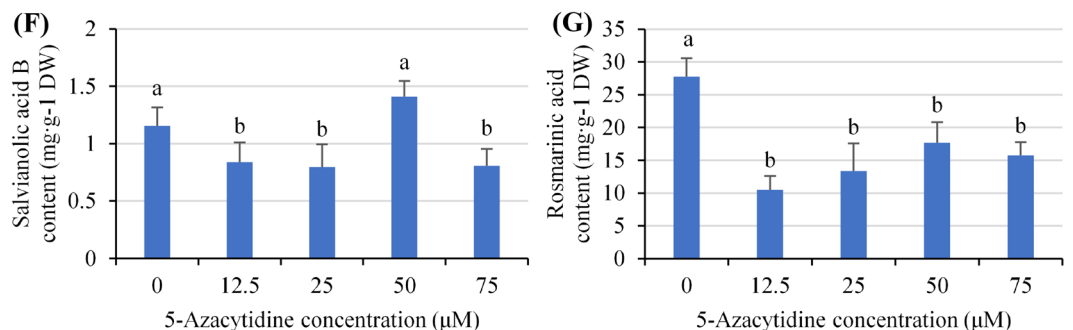 (F)
Salvianolic acid B
content (mg·g-1 DW)
2
1.5
1
0.5
0
a
b
b
a
b
0 12.5 25 50 75
5-Azacytidine concentration (μM)
(G)
Rosmarinic acid
content (mg·g-1 DW)
35
30
25
20
15
10
5
0
a
b
b
b
b
0 12.5 25 50 75
5-Azacytidine concentration (μM)